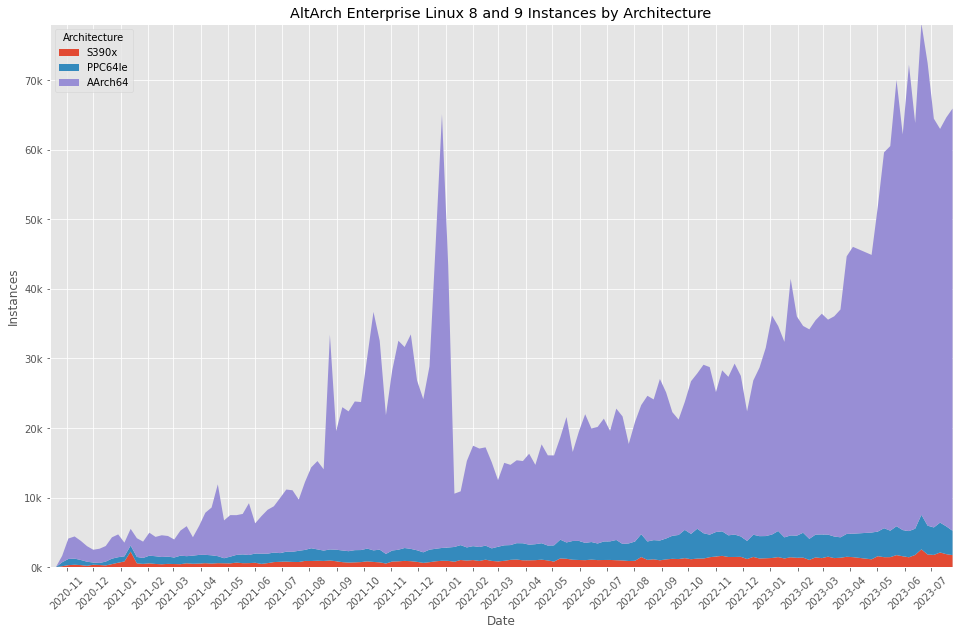 AltArch Enterprise Linux 8 and 9 Instances by Architecture
Architecture
S390x
PPC64le
AArch64
70k
60k
50k
40k
30k
20k
10k
0k
Instances
2020-11
2020-12
2021-01
2021-02
2021-03
2021-04
2021-05
2021-06
2021-07
2021-08
2021-09
2021-10
2021-11
2021-12
2022-01
2022-02
2022-03
2022-04
2022-05
2022-06
2022-07
2022-08
2022-09
2022-10
2022-11
2022-12
2023-01
2023-02
2023-03
2023-04
2023-05
2023-06
2023-07
Date